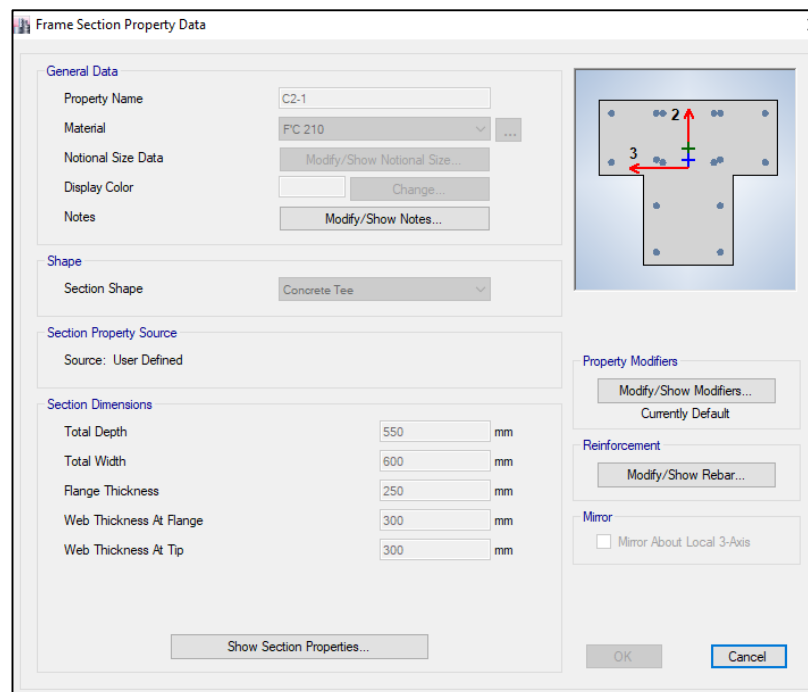 Frame Section Property Data
General Data
Property Name C2-1
Material F'C 210 ...
Notional Size Data Modify/Show Notional Size...
Display Color Change...
Notes Modify/Show Notes...
Shape
Section Shape Concrete Tee
Section Property Source
Source: User Defined
Section Dimensions
Total Depth 550 mm
Total Width 600 mm
Flange Thickness 250 mm
Web Thickness At Flange 300 mm
Web Thickness At Tip 300 mm
Show Section Properties...
2
3
Property Modifiers
Modify/Show Modifiers...
Currently Default
Reinforcement
Modify/Show Rebar...
Mirror
Mirror About Local 3-Axis
OK Cancel